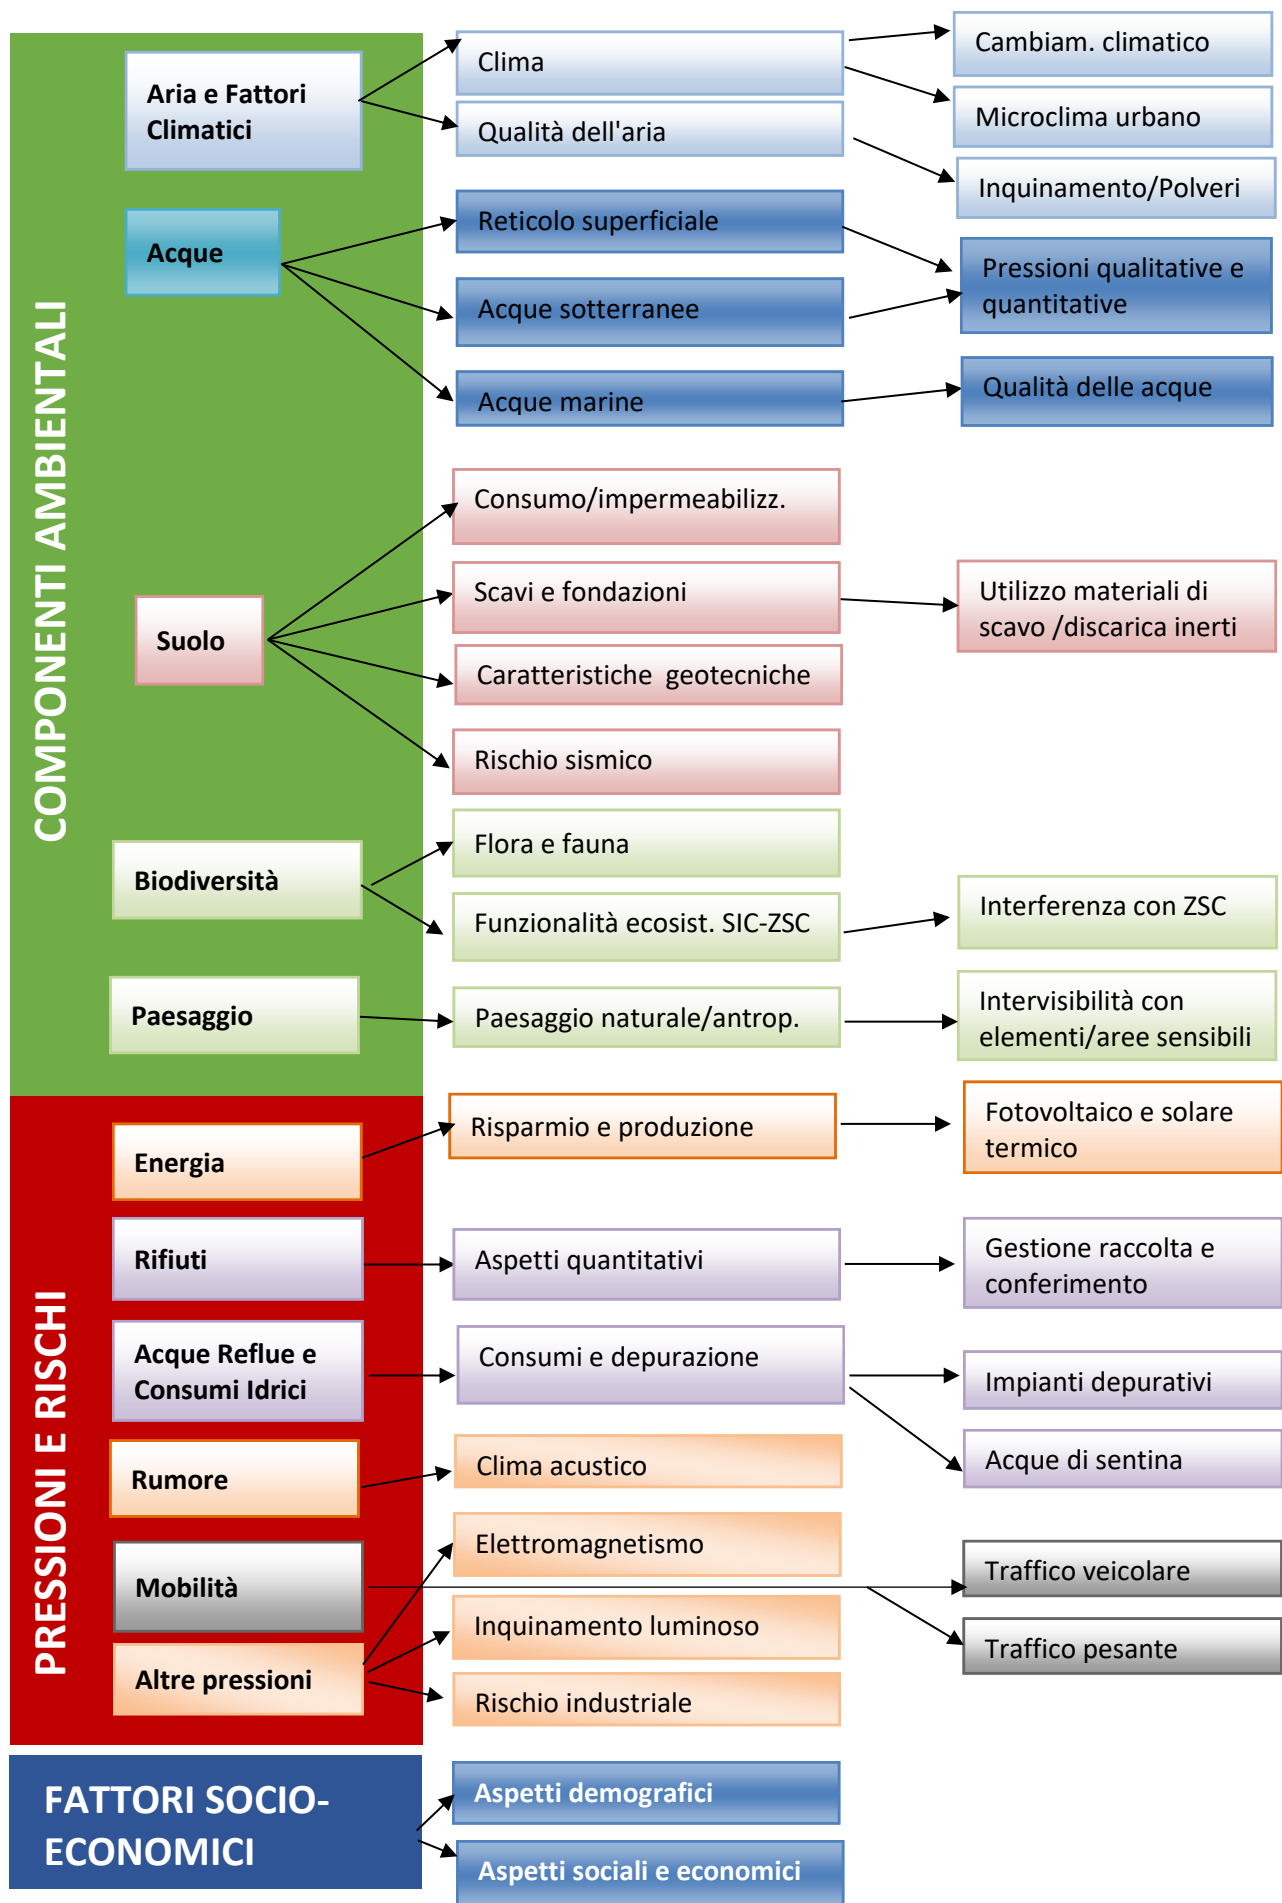 COMPONENTI AMBIENTALI
Aria e Fattori
Climatici
Clima
Qualità dell'aria
Cambiam. climatico
Microclima urbano
Inquinamento/Polveri
Acque
Reticolo superficiale
Acque sotterranee
Acque marine
Pressioni qualitative e
quantitative
Qualità delle acque
Suolo
Consumo/impermeabilizz.
Scavi e fondazioni
Caratteristiche geotecniche
Rischio sismico
Utilizzo materiali di
scavo /discarica inerti
Biodiversità
Flora e fauna
Funzionalità ecosist. SIC-ZSC
Interferenza con ZSC
Paesaggio
Paesaggio naturale/antrop.
Intervisibilità con
elementi/aree sensibili
PRESSIONI E RISCHI
Energia
Risparmio e produzione
Fotovoltaico e solare
termico
Rifiuti
Aspetti quantitativi
Gestione raccolta e
conferimento
Acque Reflue e
Consumi Idrici
Consumi e depurazione
Impianti depurativi
Acque di sentina
Rumore
Clima acustico
Mobilità
Traffico veicolare
Traffico pesante
Altre pressioni
Elettromagnetismo
Inquinamento luminoso
Rischio industriale
FATTORI SOCIO-
ECONOMICI
Aspetti demografici
Aspetti sociali e economici